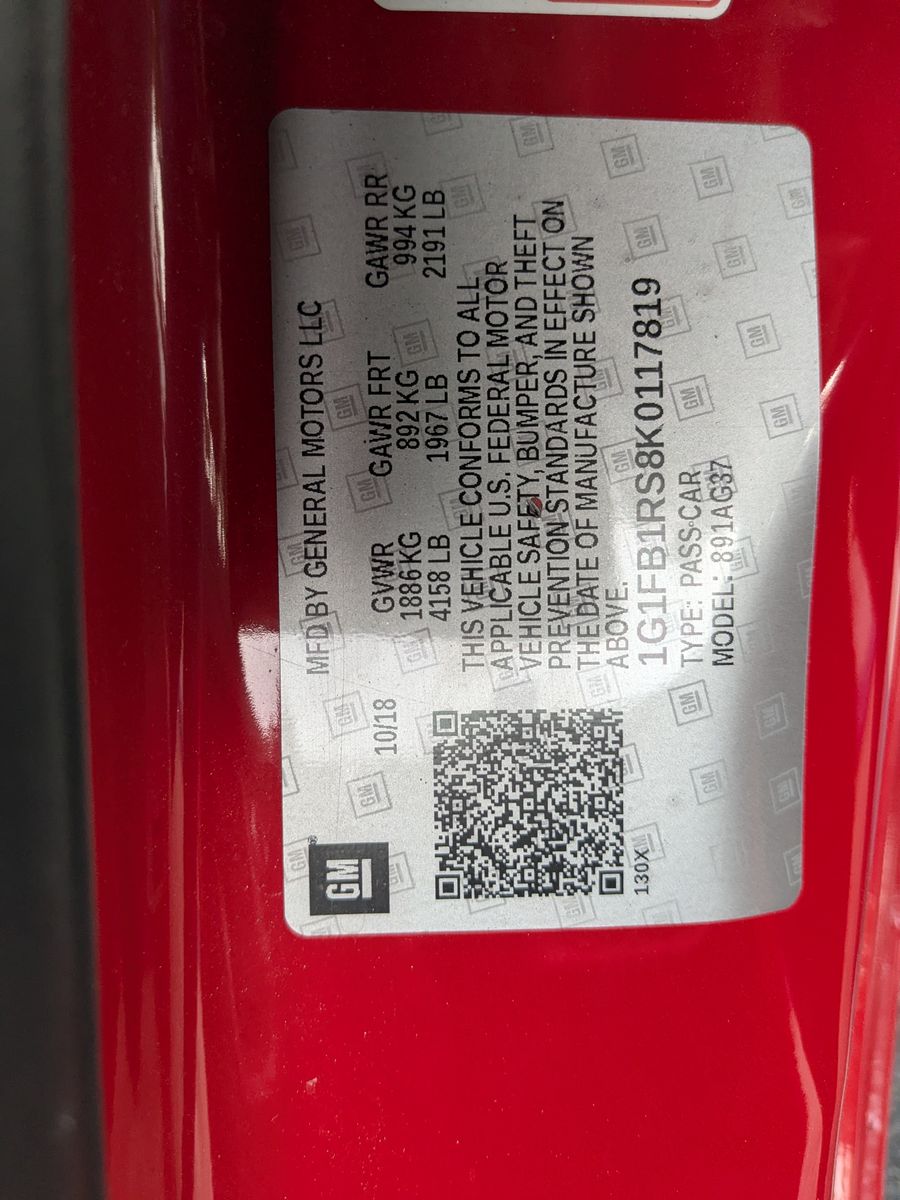 GM
MFD BY GENERAL MOTORS LLC
10/18
GVWR GAWR FRT GAWR RR
1886 KG 892 KG 994 KG
4158 LB 1967 LB 2191 LB
THIS VEHICLE CONFORMS TO ALL
APPLICABLE U.S. FEDERAL MOTOR
VEHICLE SAFETY, BUMPER, AND THEFT
PREVENTION STANDARDS IN EFFECT ON
THE DATE OF MANUFACTURE SHOWN
ABOVE.
1G1FB1RS8K0117819
TYPE: PASS CAR
MODEL: 891AG37
130X